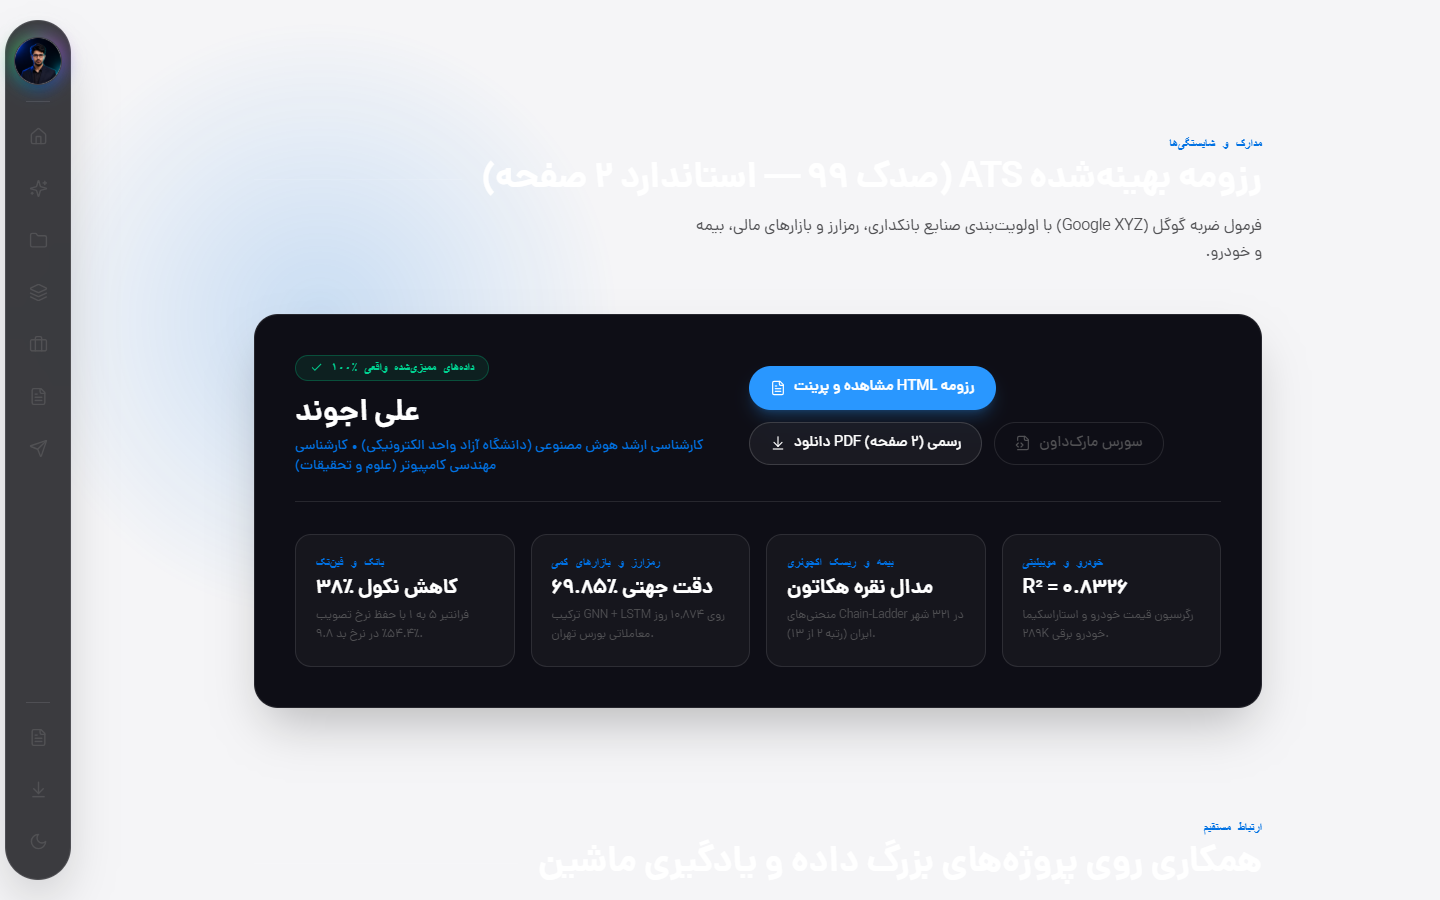 مدارک و شایستگی‌ها
رزومه بهینه‌شده ATS (صدک ۹۹ — استاندارد ۲ صفحه)
فرمول ضربه گوگل (Google XYZ) با اولویت‌بندی صنایع بانکداری، رمزارز و بازارهای مالی، بیمه
و خودرو.
داده‌های ممیزی‌شده واقعی ۱۰۰٪
علی اجوند
کارشناسی ارشد هوش مصنوعی (دانشگاه آزاد واحد الکترونیکی) • کارشناسی
مهندسی کامپیوتر (علوم و تحقیقات)
رزومه HTML مشاهده و پرینت
رسمی (۲ صفحه) PDF دانلود
سورس مارک‌داون
بانک و فین‌تک
کاهش نکول ۳۸٪
فرانتیر ۵ به ۱ با حفظ نرخ تصویب
۵۴.۴٪ در نرخ بد ۹.۸٪.
رمزارز و بازارهای کمی
دقت جهتی ۶۹.۸۵٪
ترکیب GNN + LSTM روی ۱۰,۸۷۴ روز
معاملاتی بورس تهران.
بیمه و ریسک اکچوئری
مدال نقره هکاتون
منحنی‌های Chain-Ladder در ۳۲۱ شهر
ایران (رتبه ۲ از ۱۳).
خودرو و موبیلیتی
R² = ۰.۸۳۲۶
رگرسیون قیمت خودرو و استاراسکیما
۲۸۹K خودرو برقی.
ارتباط مستقیم
همکاری روی پروژه‌های بزرگ داده و یادگیری ماشین